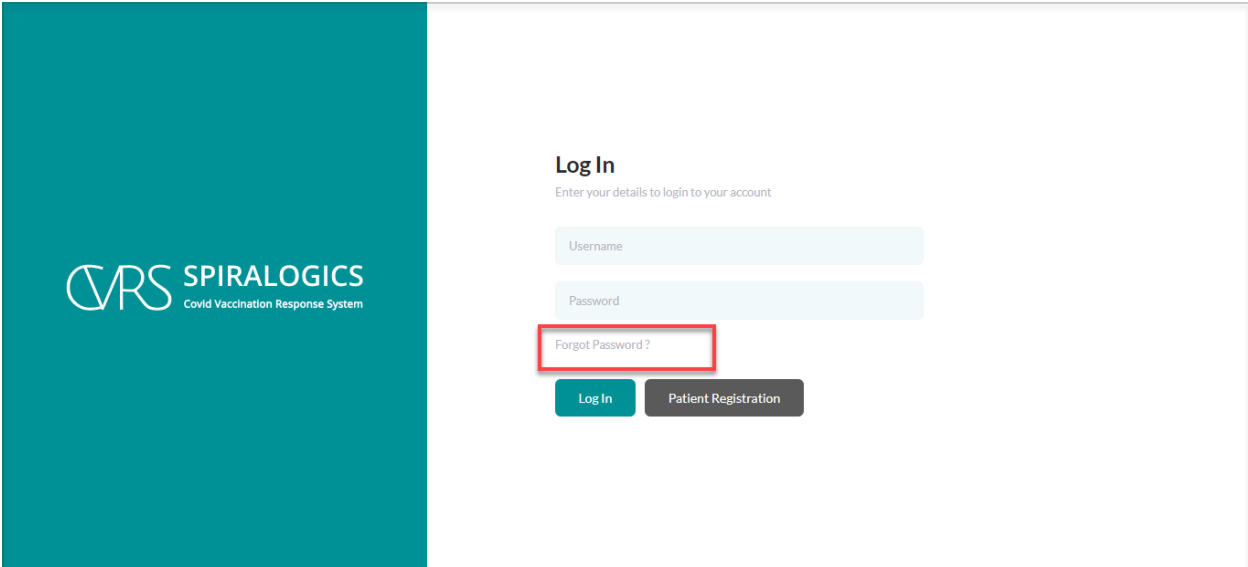 CVRS SPIRALOGICS
Covid Vaccination Response System
Log In
Enter your details to login to your account
Username
Password
Forgot Password ?
Log In Patient Registration